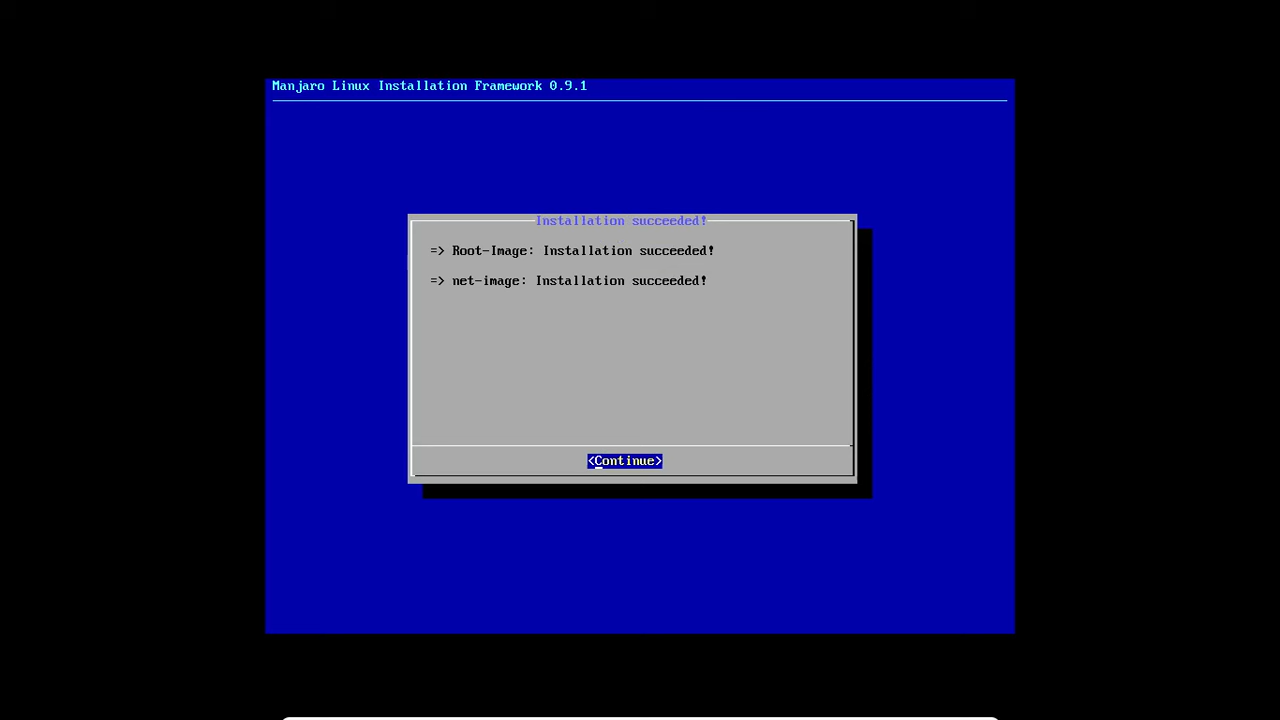 Manjaro Linux Installation Framework 0.9.1
Installation succeeded!
=> Root-Image: Installation succeeded!
=> net-image: Installation succeeded!
<Continue>